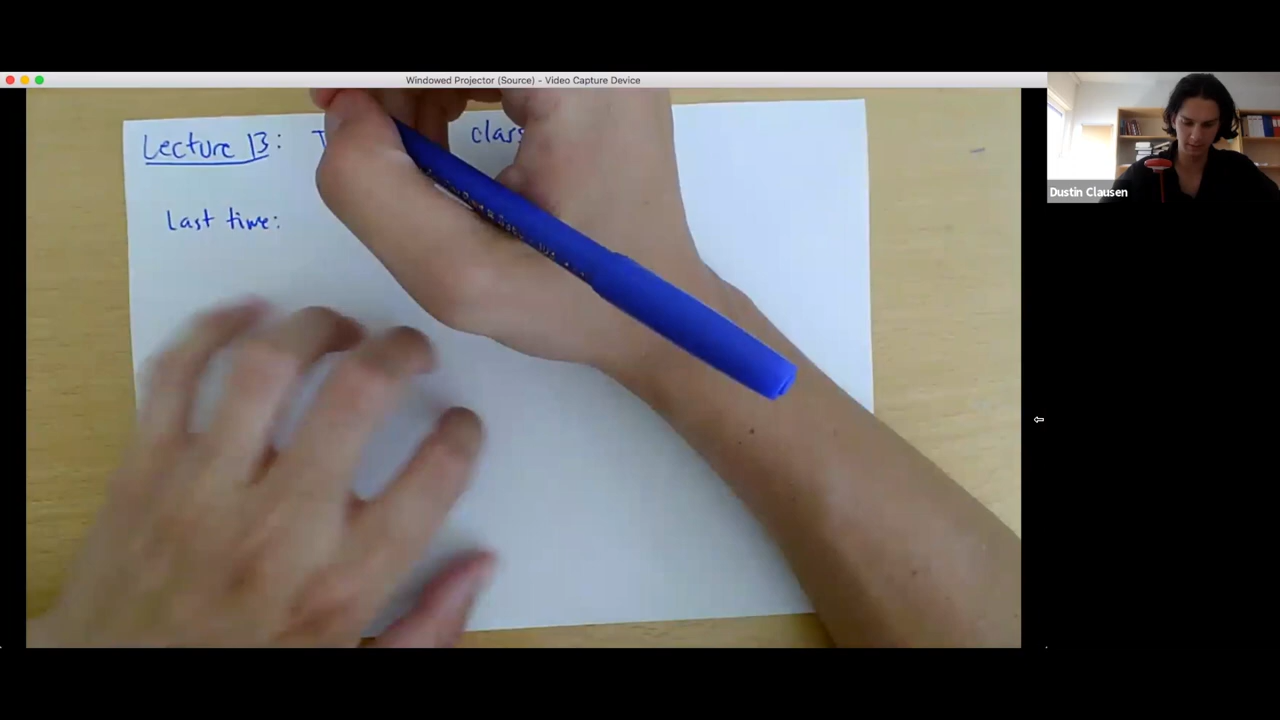 Windowed Projector (Source) - Video Capture Device
Lecture 13:
Last time:
Dustin Clausen